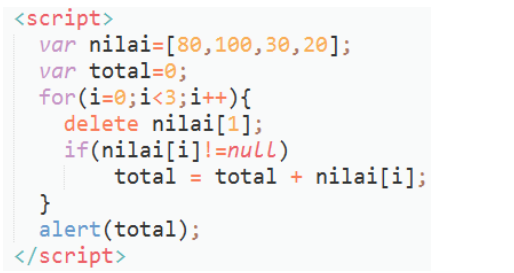 <script>
var nilai=[80,100,30,20];
var total=0;
for(i=0;i<3;i++){
delete nilai[1];
if(nilai[i]!=null)
total = total + nilai[i];
}
alert(total);
</script>